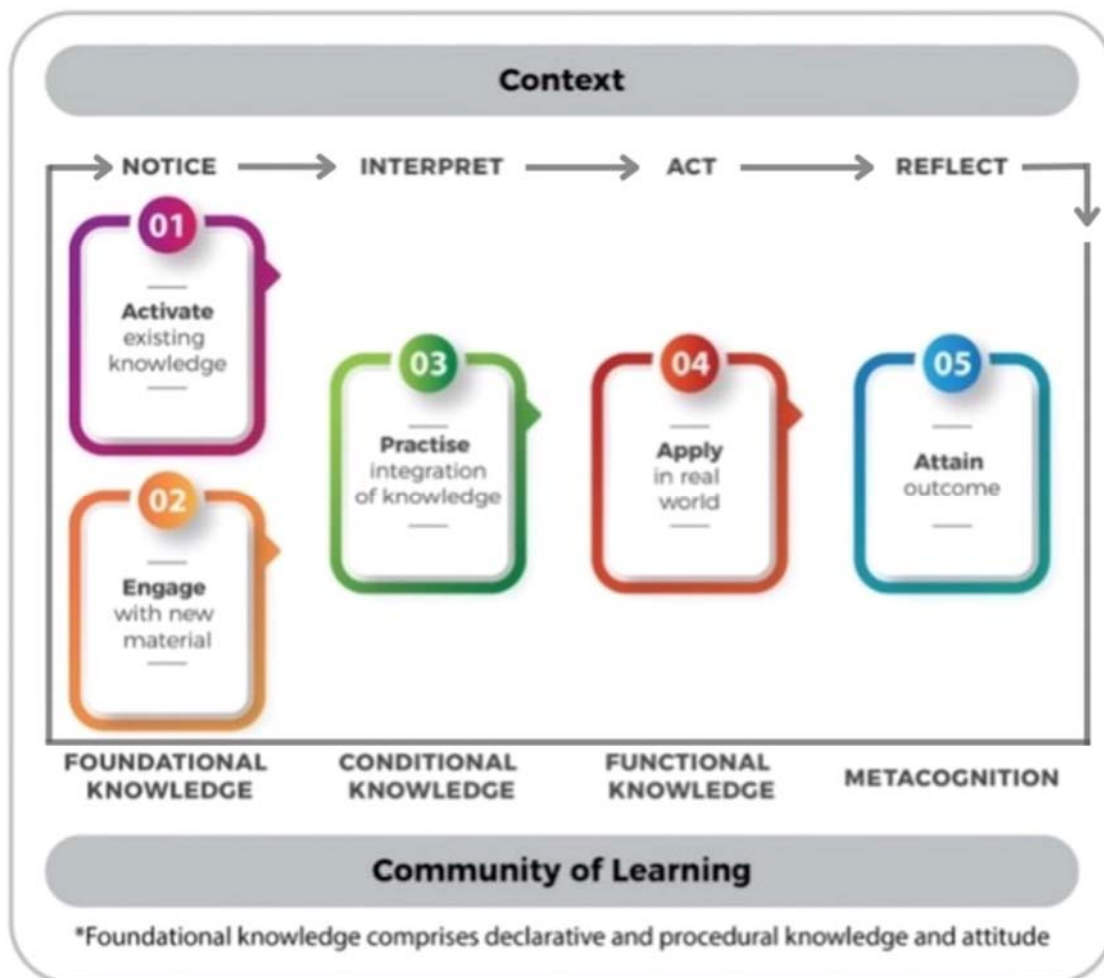 Context
NOTICE
INTERPRET
ACT
REFLECT
01
Activate
existing
knowledge
02
Engage
with new
material
03
Practise
integration
of knowledge
04
Apply
in real
world
05
Attain
outcome
FOUNDATIONAL
KNOWLEDGE
CONDITIONAL
KNOWLEDGE
FUNCTIONAL
KNOWLEDGE
METACOGNITION
Community of Learning
*Foundational knowledge comprises declarative and procedural knowledge and attitude